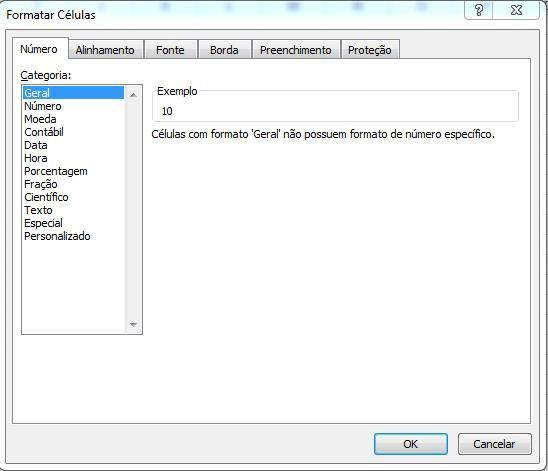 Formatar Células
Número Alinhamento Fonte Borda Preenchimento Proteção
Categoria:
Geral
Número
Moeda
Contábil
Data
Hora
Porcentagem
Fração
Científico
Texto
Especial
Personalizado
Exemplo
10
Células com formato 'Geral' não possuem formato de número específico.
OK Cancelar